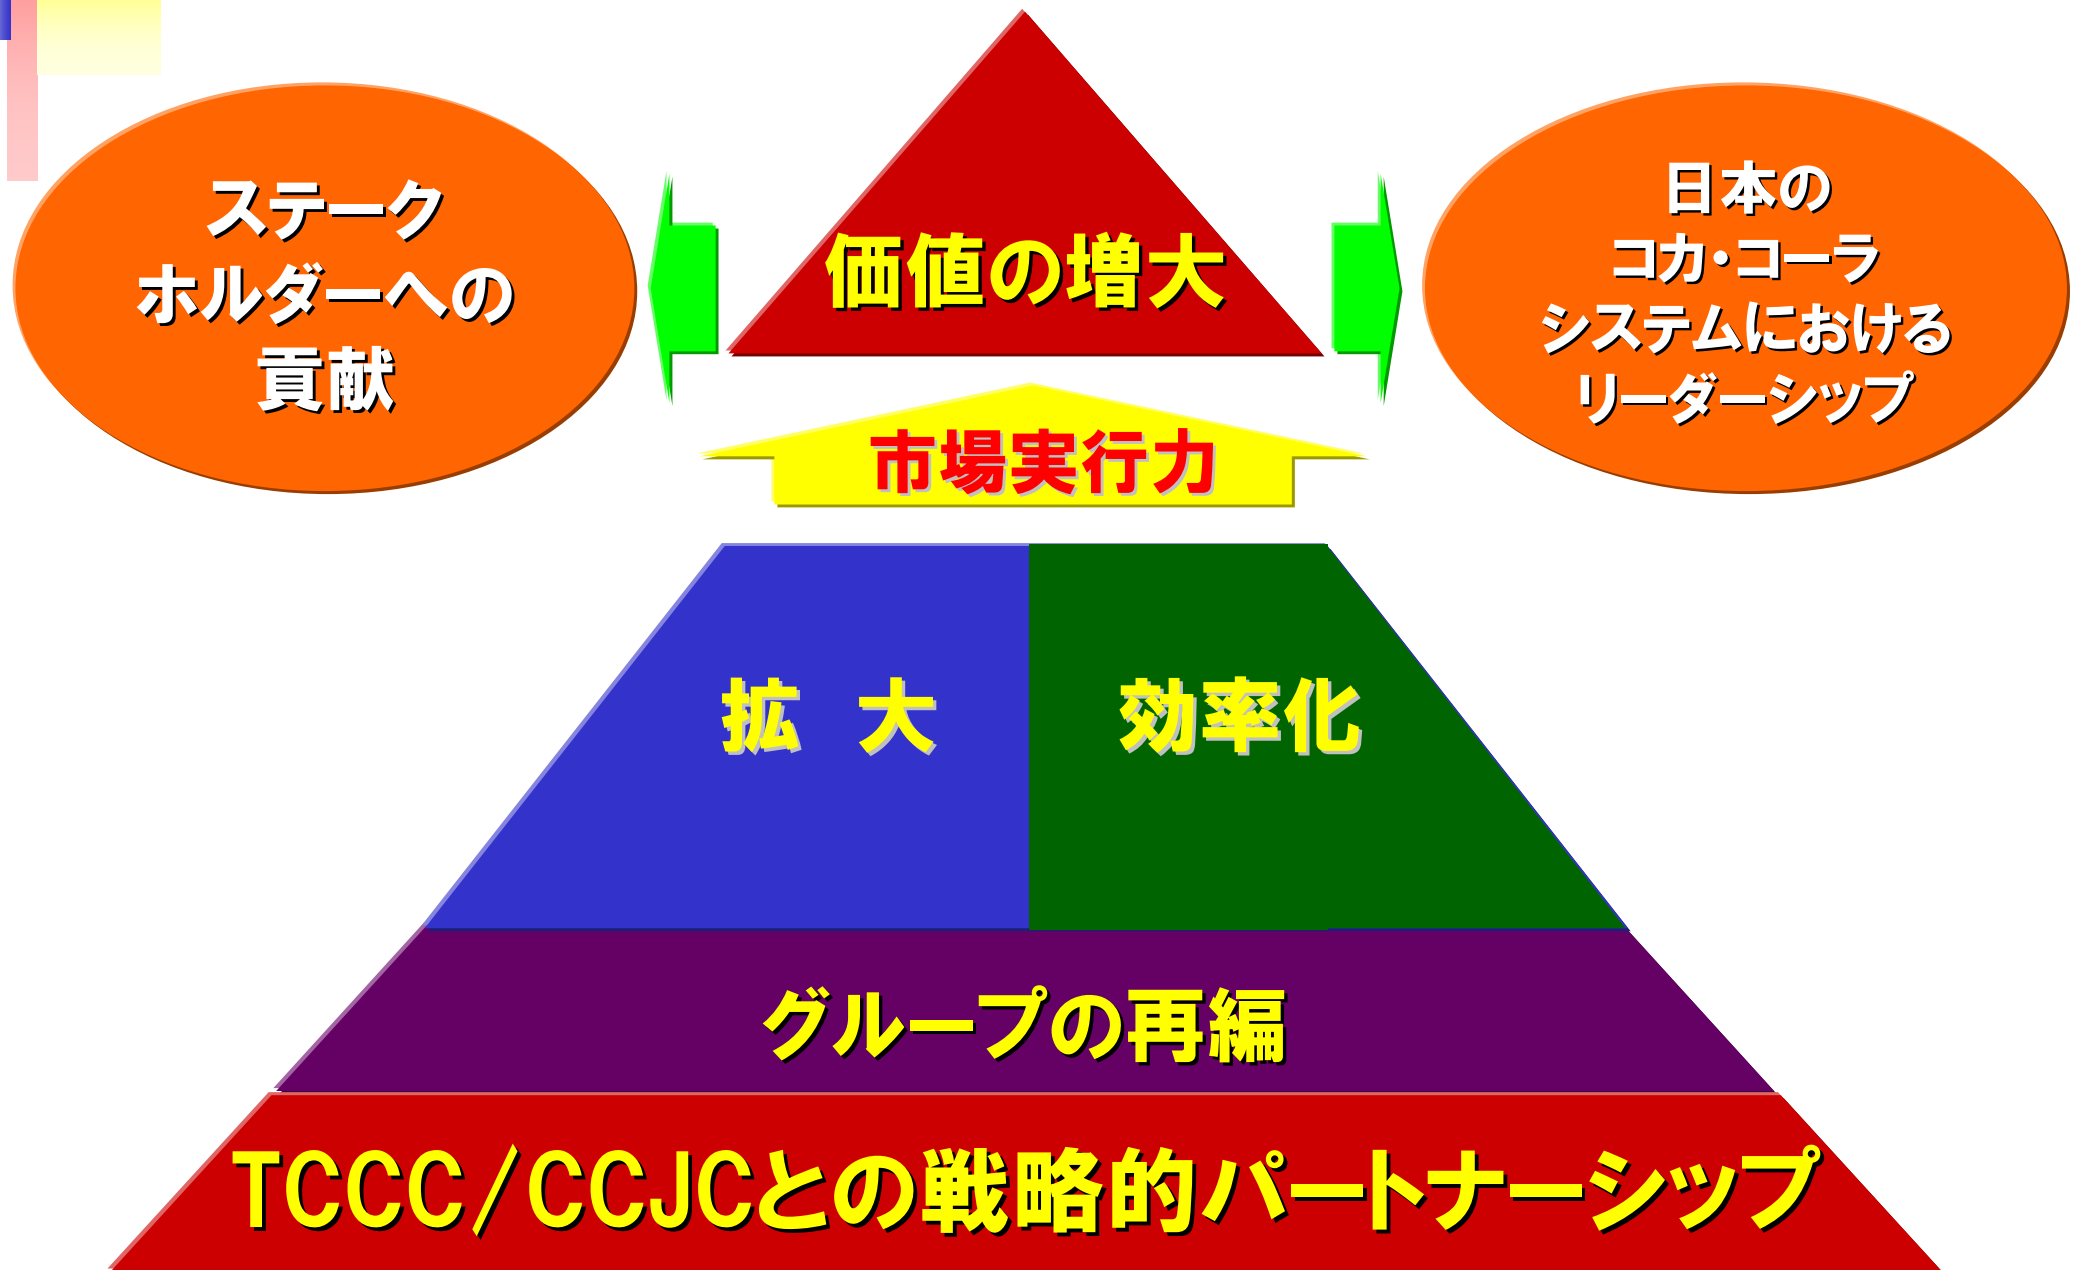 ステーク
ホルダーへの
貢献
価値の増大
日本の
コカ・コーラ
システムにおける
リーダーシップ
市場実行力
拡 大
効率化
グループの再編
TCCC/CCJCとの戦略的パートナーシップ